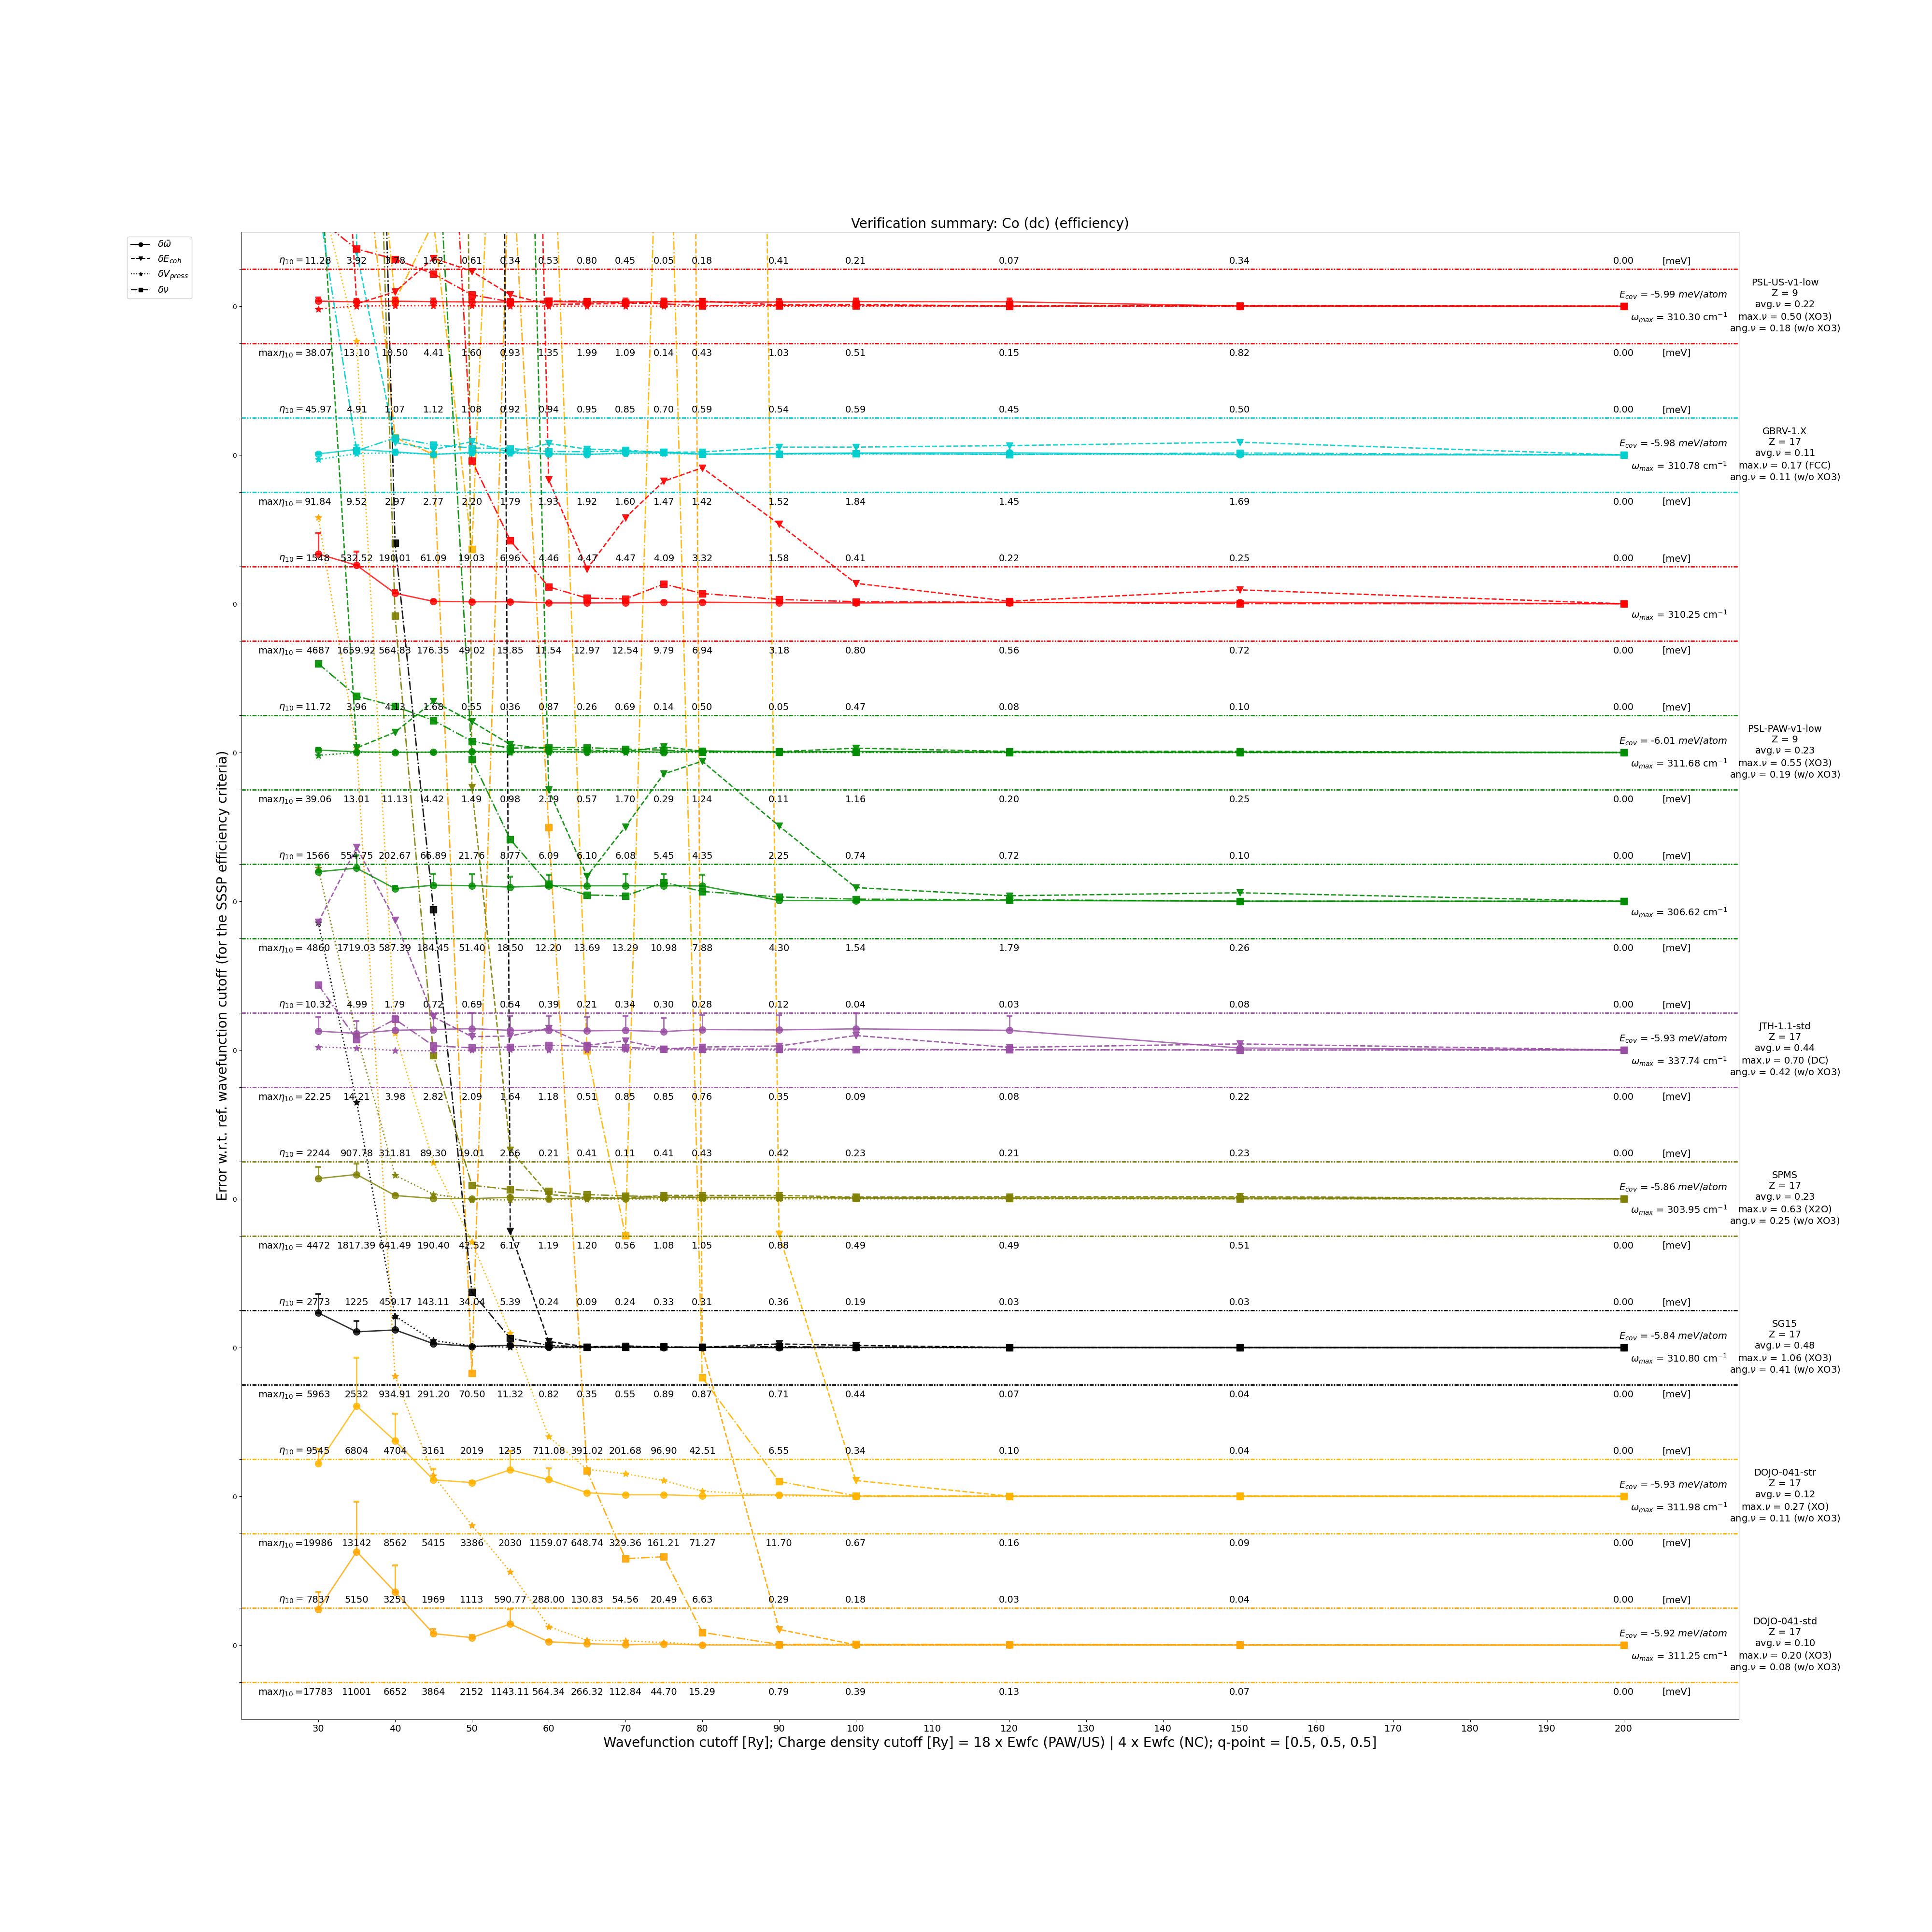 Verification summary: Co (dc) (efficiency)
δω̄
δE_coh
δV_press
δν
Error w.r.t. ref. wavefunction cutoff (for the SSSP efficiency criteria)
η₁₀ = 11.28 3.92 3.78 1.62 0.61 0.34 0.53 0.80 0.45 0.05 0.18 0.41 0.21 0.07 0.34 0.00 [meV]
0
E_cov = -5.99 meV/atom
ω_max = 310.30 cm⁻¹
PSL-US-v1-low
Z = 9
avg.ν = 0.22
max.ν = 0.50 (XO3)
ang.ν = 0.18 (w/o XO3)
maxη₁₀ = 38.07 13.10 10.50 4.41 1.60 0.93 1.35 1.99 1.09 0.14 0.43 1.03 0.51 0.15 0.82 0.00 [meV]
η₁₀ = 45.97 4.91 1.07 1.12 1.08 0.92 0.94 0.95 0.85 0.70 0.59 0.54 0.59 0.45 0.50 0.00 [meV]
0
E_cov = -5.98 meV/atom
ω_max = 310.78 cm⁻¹
GBRV-1.X
Z = 17
avg.ν = 0.11
max.ν = 0.17 (FCC)
ang.ν = 0.11 (w/o XO3)
maxη₁₀ = 91.84 9.52 2.97 2.77 2.20 1.79 1.93 1.92 1.60 1.47 1.42 1.52 1.84 1.45 1.69 0.00 [meV]
η₁₀ = 1548 532.52 190.01 61.09 19.03 6.96 4.46 4.47 4.47 4.09 3.32 1.58 0.41 0.22 0.25 0.00 [meV]
0
ω_max = 310.25 cm⁻¹
maxη₁₀ = 4687 1659.92 564.83 176.35 49.02 15.85 11.54 12.97 12.54 9.79 6.94 3.18 0.80 0.56 0.72 0.00 [meV]
η₁₀ = 11.72 3.96 4.13 1.68 0.55 0.36 0.87 0.26 0.69 0.14 0.50 0.05 0.47 0.08 0.10 0.00 [meV]
0
E_cov = -6.01 meV/atom
ω_max = 311.68 cm⁻¹
PSL-PAW-v1-low
Z = 9
avg.ν = 0.23
max.ν = 0.55 (XO3)
ang.ν = 0.19 (w/o XO3)
maxη₁₀ = 39.06 13.01 11.13 4.42 1.49 0.98 2.19 0.57 1.70 0.29 1.24 0.11 1.16 0.20 0.25 0.00 [meV]
η₁₀ = 1566 554.75 202.67 66.89 21.76 8.77 6.09 6.10 6.08 5.45 4.35 2.25 0.74 0.72 0.10 0.00 [meV]
0
ω_max = 306.62 cm⁻¹
maxη₁₀ = 4860 1719.03 587.39 184.45 51.40 18.50 12.20 13.69 13.29 10.98 7.88 4.30 1.54 1.79 0.26 0.00 [meV]
η₁₀ = 10.32 4.99 1.79 0.72 0.69 0.64 0.39 0.21 0.34 0.30 0.28 0.12 0.04 0.03 0.08 0.00 [meV]
0
E_cov = -5.93 meV/atom
ω_max = 337.74 cm⁻¹
JTH-1.1-std
Z = 17
avg.ν = 0.44
max.ν = 0.70 (DC)
ang.ν = 0.42 (w/o XO3)
maxη₁₀ = 22.25 14.21 3.98 2.82 2.09 1.64 1.18 0.51 0.85 0.85 0.76 0.35 0.09 0.08 0.22 0.00 [meV]
η₁₀ = 2244 907.78 311.81 89.30 19.01 2.66 0.21 0.41 0.11 0.41 0.43 0.42 0.23 0.21 0.23 0.00 [meV]
0
E_cov = -5.86 meV/atom
ω_max = 303.95 cm⁻¹
SPMS
Z = 17
avg.ν = 0.23
max.ν = 0.63 (X2O)
ang.ν = 0.25 (w/o XO3)
maxη₁₀ = 4472 1817.39 641.49 190.40 42.52 6.17 1.19 1.20 0.56 1.08 1.05 0.88 0.49 0.49 0.51 0.00 [meV]
η₁₀ = 2773 1225 459.17 143.11 34.04 5.39 0.24 0.09 0.24 0.33 0.31 0.36 0.19 0.03 0.03 0.00 [meV]
0
E_cov = -5.84 meV/atom
ω_max = 310.80 cm⁻¹
SG15
Z = 17
avg.ν = 0.48
max.ν = 1.06 (XO3)
ang.ν = 0.41 (w/o XO3)
maxη₁₀ = 5963 2532 934.91 291.20 70.50 11.32 0.82 0.35 0.55 0.89 0.87 0.71 0.44 0.07 0.04 0.00 [meV]
η₁₀ = 9545 6804 4704 3161 2019 1235 711.08 391.02 201.68 96.90 42.51 6.55 0.34 0.10 0.04 0.00 [meV]
0
E_cov = -5.93 meV/atom
ω_max = 311.98 cm⁻¹
DOJO-041-str
Z = 17
avg.ν = 0.12
max.ν = 0.27 (XO)
ang.ν = 0.11 (w/o XO3)
maxη₁₀ = 19986 13142 8562 5415 3386 2030 1159.07 648.74 329.36 161.21 71.27 11.70 0.67 0.16 0.09 0.00 [meV]
η₁₀ = 7837 5150 3251 1969 1113 590.77 288.00 130.83 54.56 20.49 6.63 0.29 0.18 0.03 0.04 0.00 [meV]
0
E_cov = -5.92 meV/atom
ω_max = 311.25 cm⁻¹
DOJO-041-std
Z = 17
avg.ν = 0.10
max.ν = 0.20 (XO3)
ang.ν = 0.08 (w/o XO3)
maxη₁₀ = 17783 11001 6652 3864 2152 1143.11 564.34 266.32 112.84 44.70 15.29 0.79 0.39 0.13 0.07 0.00 [meV]
30 40 50 60 70 80 90 100 110 120 130 140 150 160 170 180 190 200
Wavefunction cutoff [Ry]; Charge density cutoff [Ry] = 18 x Ewfc (PAW/US) | 4 x Ewfc (NC); q-point = [0.5, 0.5, 0.5]